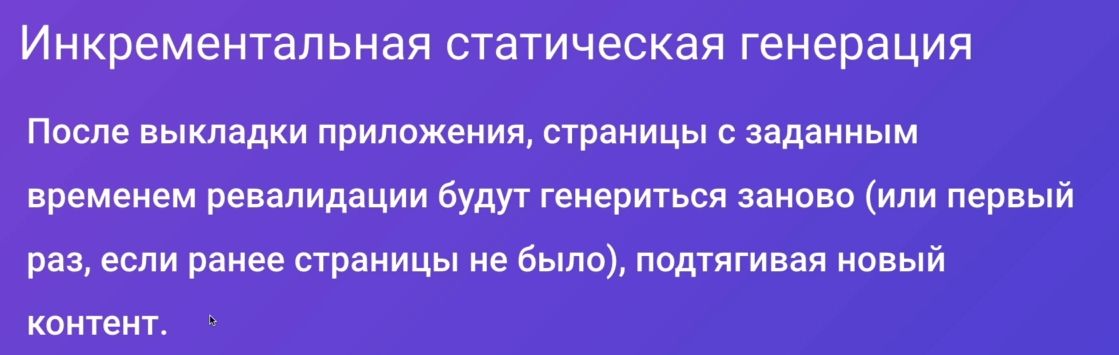 Инкрементальная статическая генерация
После выкладки приложения, страницы с заданным
временем ревалидации будут генериться заново (или первый
раз, если ранее страницы не было), подтягивая новый
контент.